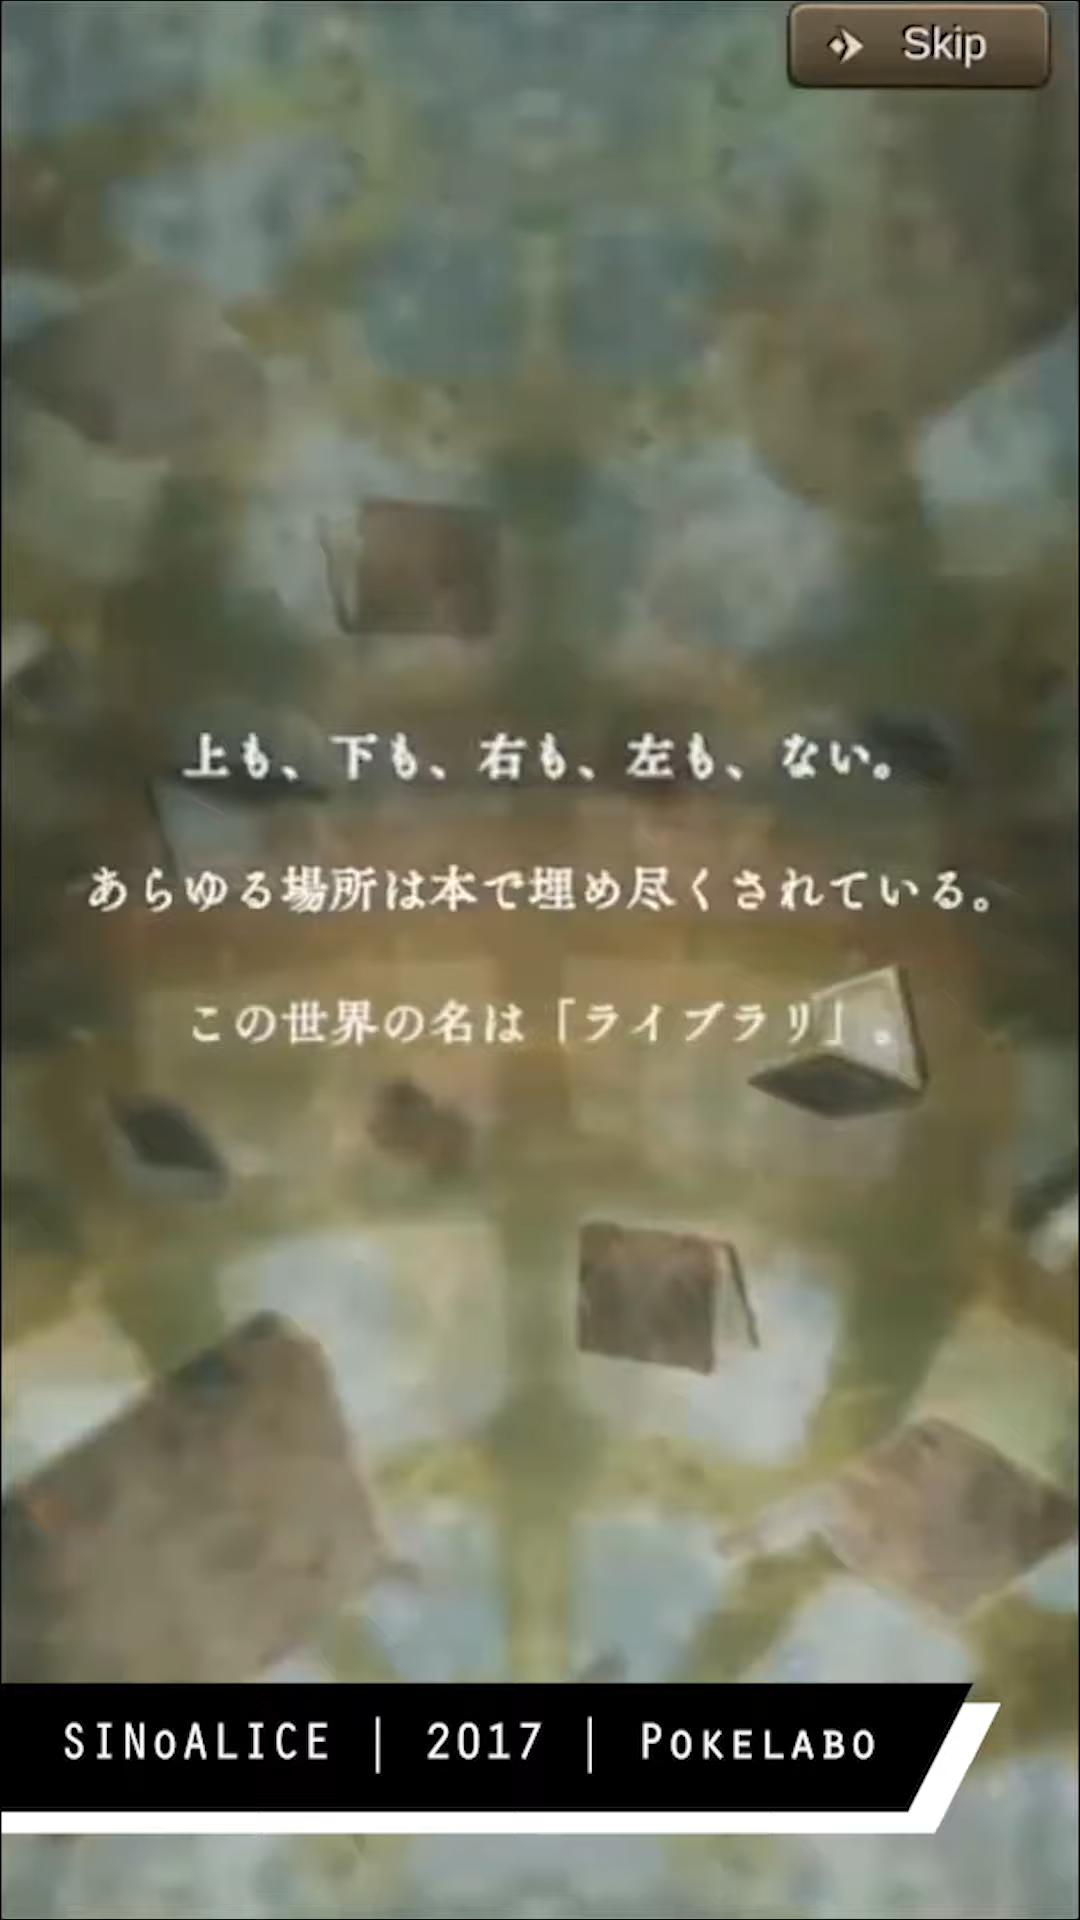 Skip
上も、下も、右も、左も、ない。
あらゆる場所は本で埋め尽くされている。
この世界の名は「ライブラリ」。
SINoALICE | 2017 | Pokelabo